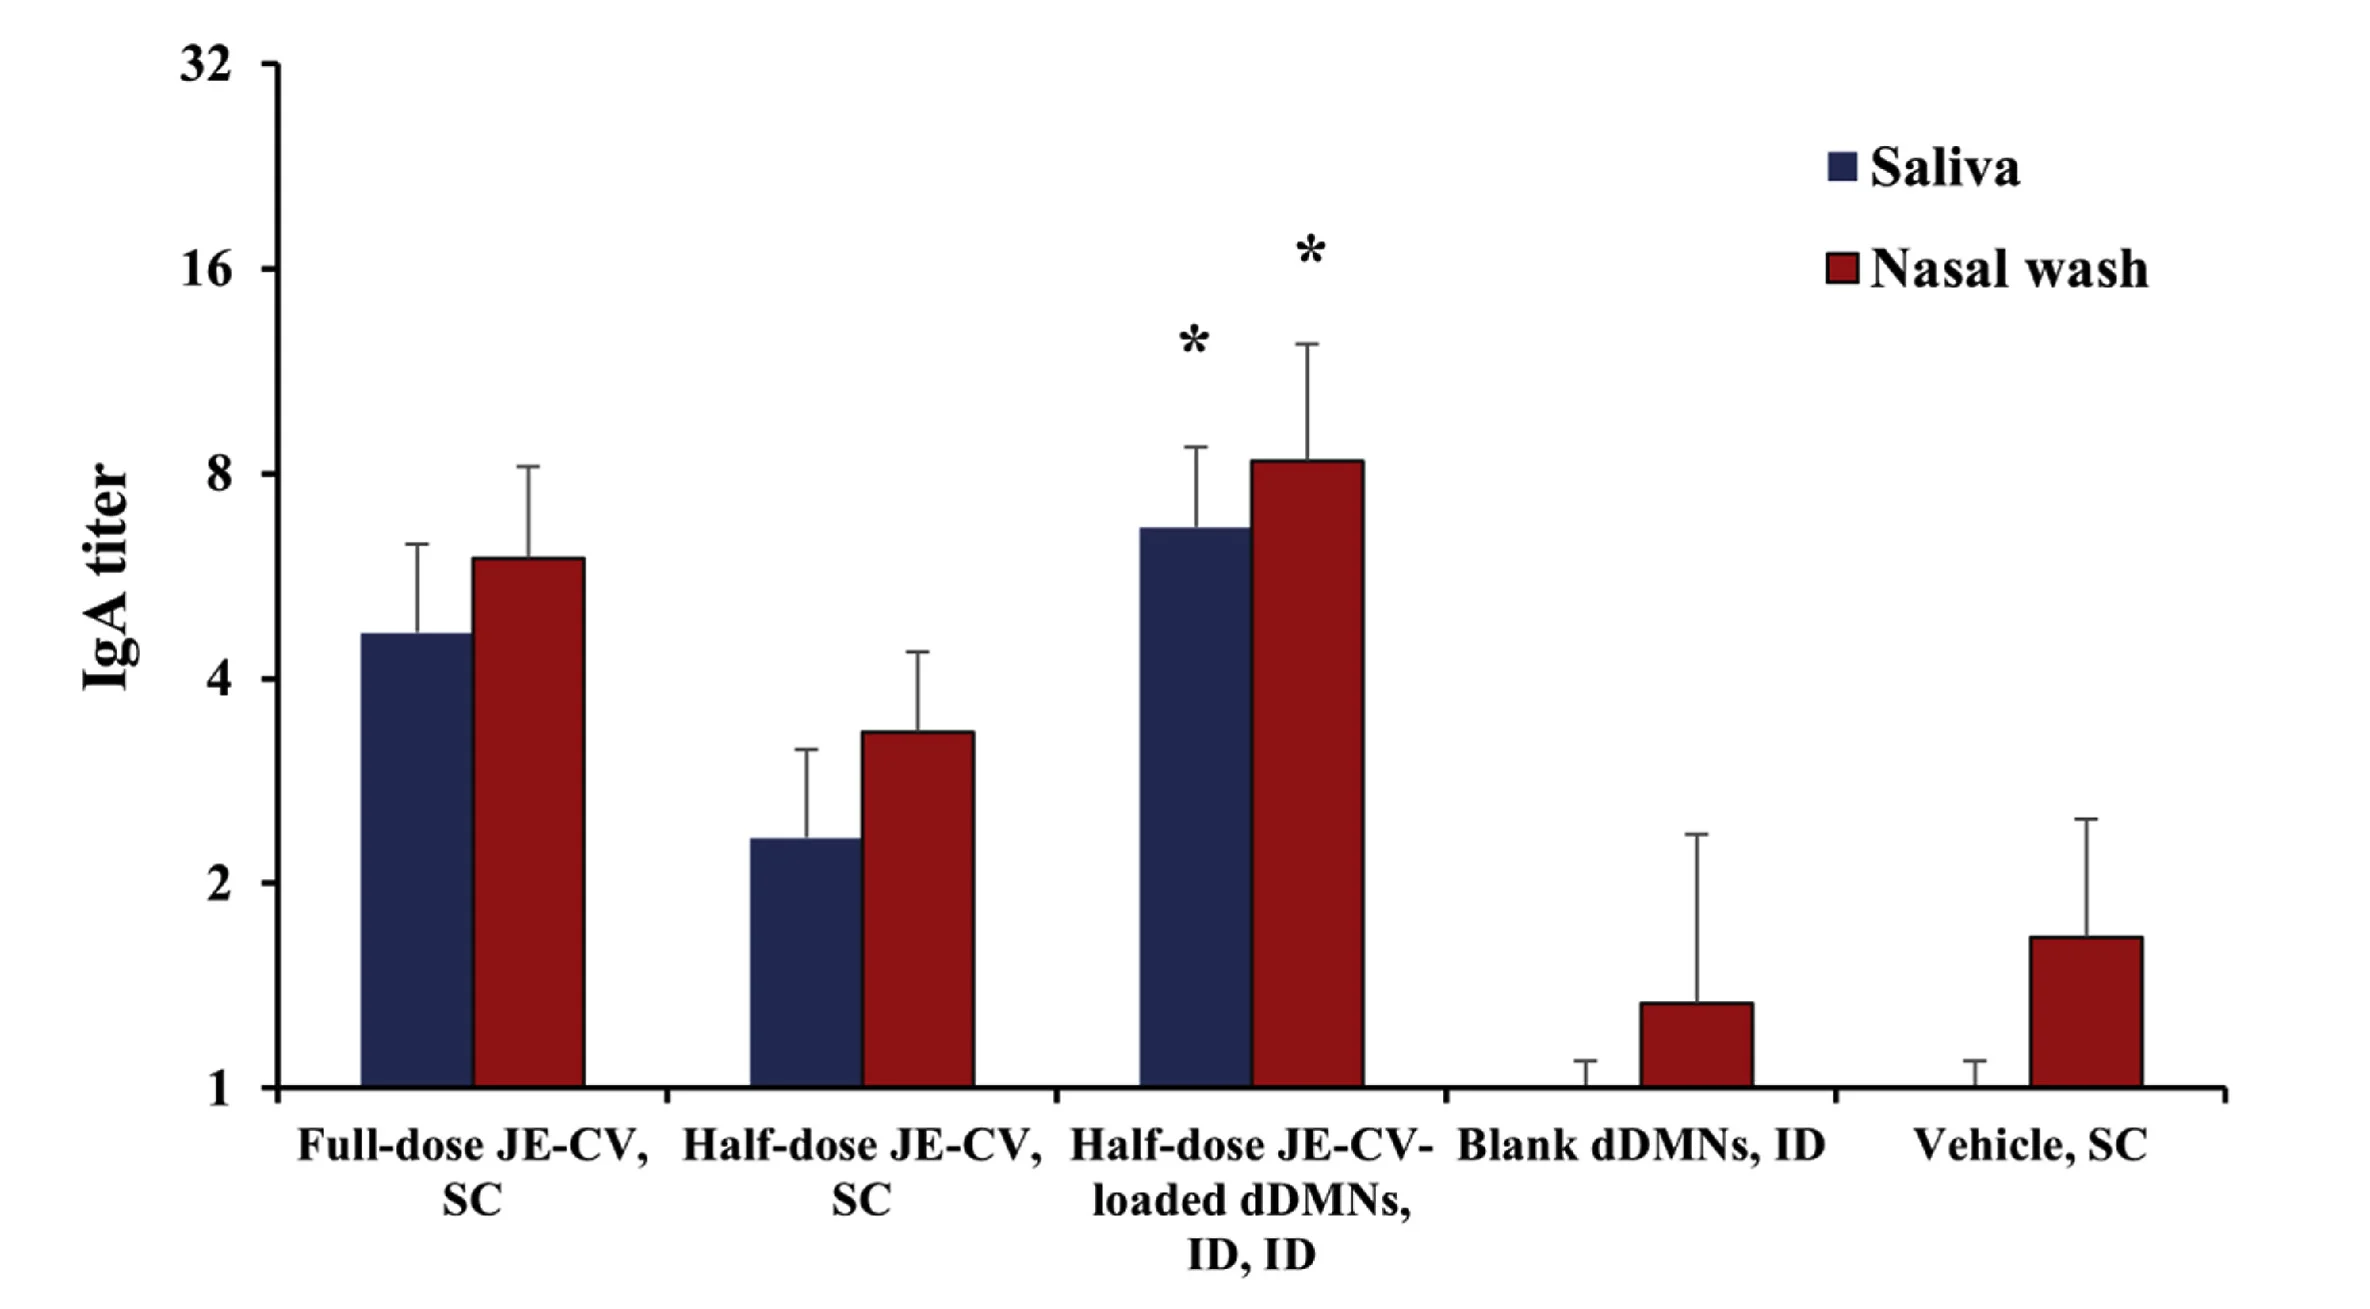 32
16
8
4
2
1
IgA titer
Saliva
Nasal wash
*
*
Full-dose JE-CV,
SC
Half-dose JE-CV,
SC
Half-dose JE-CV-
loaded dDMNs,
ID, ID
Blank dDMNs, ID
Vehicle, SC